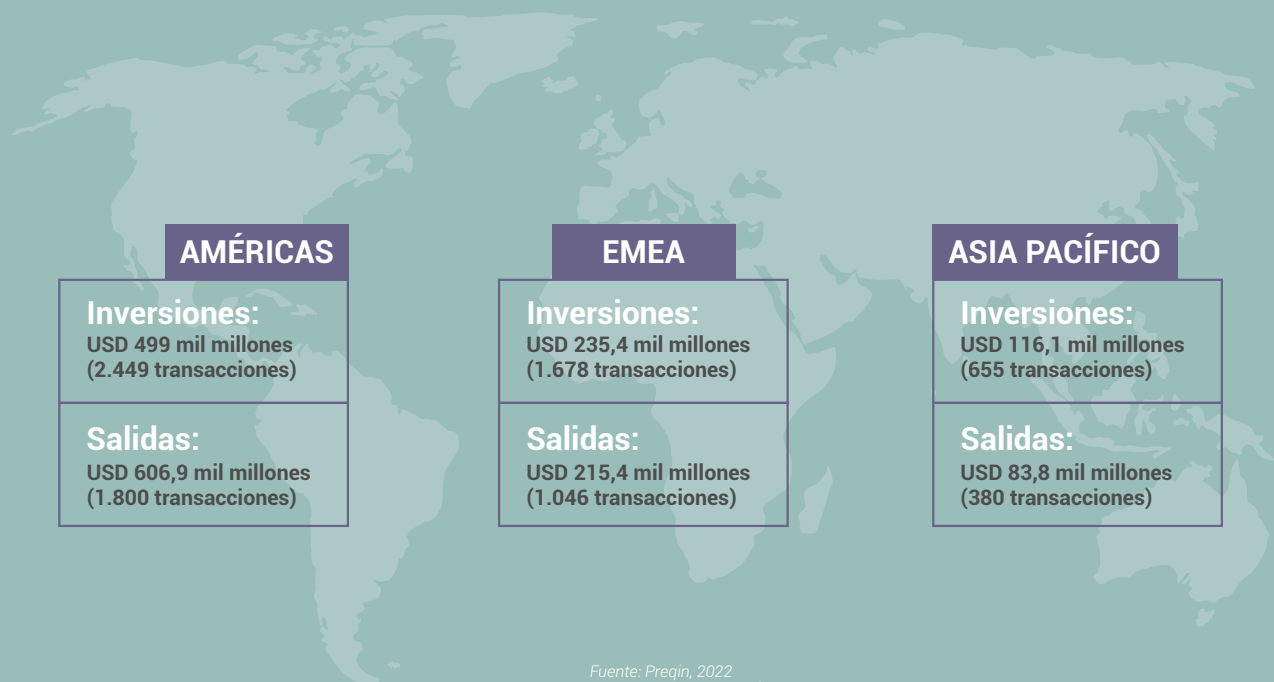 AMÉRICAS
Inversiones:
USD 499 mil millones
(2.449 transacciones)
Salidas:
USD 606,9 mil millones
(1.800 transacciones)
EMEA
Inversiones:
USD 235,4 mil millones
(1.678 transacciones)
Salidas:
USD 215,4 mil millones
(1.046 transacciones)
ASIA PACÍFICO
Inversiones:
USD 116,1 mil millones
(655 transacciones)
Salidas:
USD 83,8 mil millones
(380 transacciones)
Fuente: Preqin, 2022